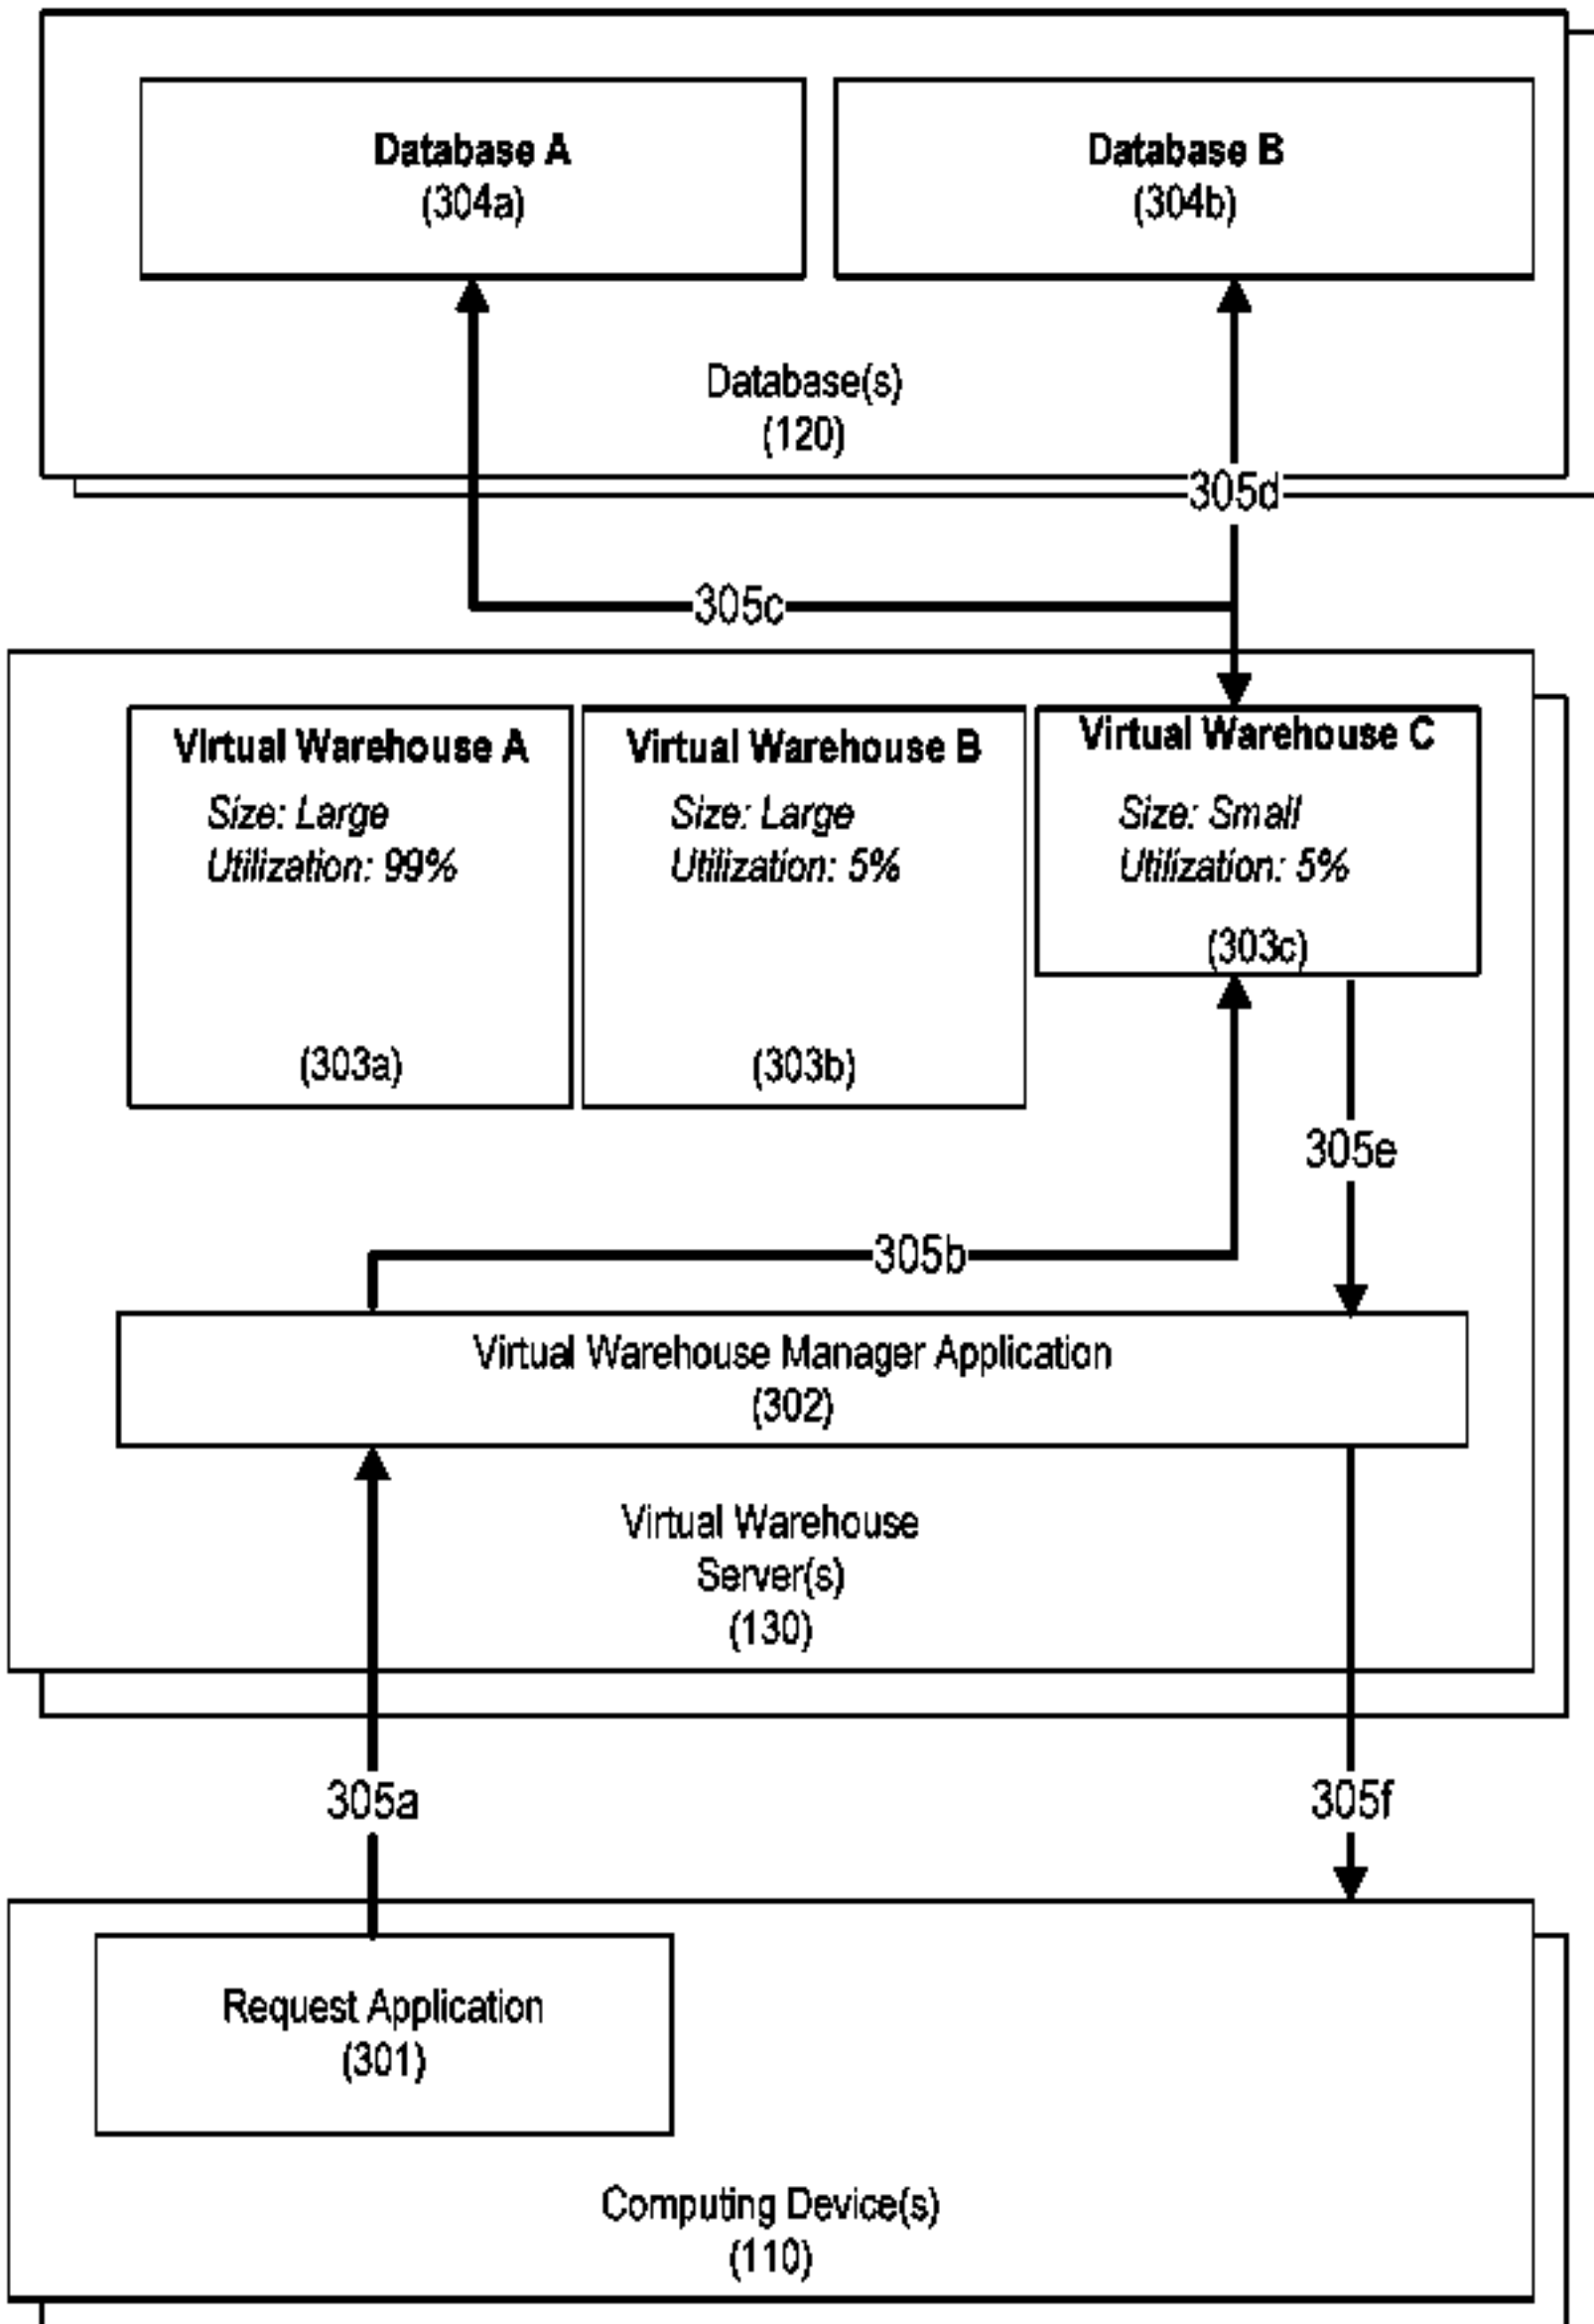 Database A
(304a)
Database B
(304b)
Database(s)
(120)
305d
305c
Virtual Warehouse A
Size: Large
Utilization: 99%
(303a)
Virtual Warehouse B
Size: Large
Utilization: 5%
(303b)
Virtual Warehouse C
Size: Small
Utilization: 5%
(303c)
305e
305b
Virtual Warehouse Manager Application
(302)
Virtual Warehouse
Server(s)
(130)
305a
305f
Request Application
(301)
Computing Device(s)
(110)